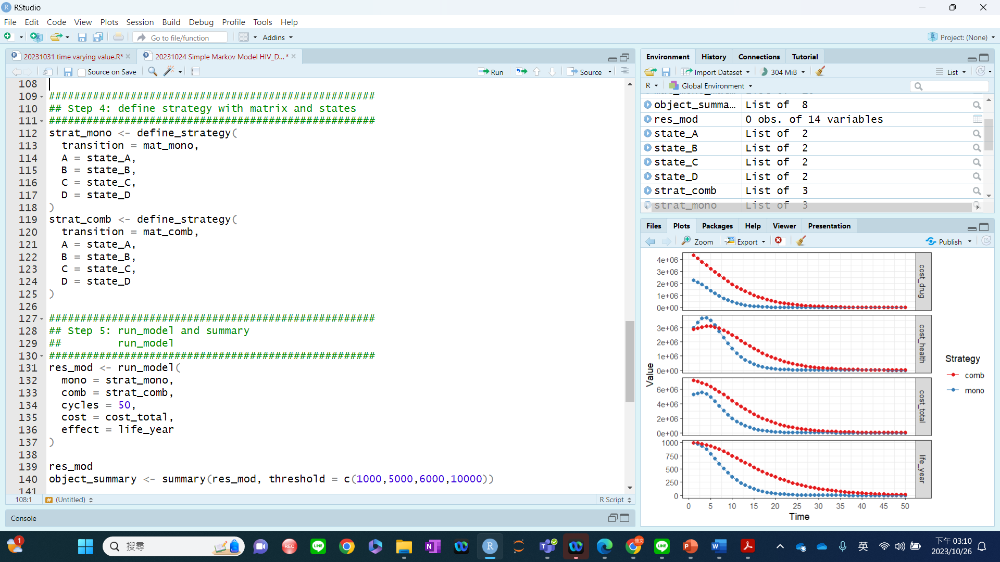 RStudio
File Edit Code View Plots Session Build Debug Profile Tools Help
Go to file/function
Addins
Project: (None)
20231031 time varying value.R*
20231024 Simple Markov Model HIV_D...*
Source on Save
Run
Source
108
109 ####################################################
110 ## Step 4: define strategy with matrix and states
111 ####################################################
112 strat_mono <- define_strategy(
113 transition = mat_mono,
114 A = state_A,
115 B = state_B,
116 C = state_C,
117 D = state_D
118 )
119 strat_comb <- define_strategy(
120 transition = mat_comb,
121 A = state_A,
122 B = state_B,
123 C = state_C,
124 D = state_D
125 )
126
127 ####################################################
128 ## Step 5: run_model and summary
129 ## run_model
130 ####################################################
131 res_mod <- run_model(
132 mono = strat_mono,
133 comb = strat_comb,
134 cycles = 50,
135 cost = cost_total,
136 effect = life_year
137 )
138
139 res_mod
140 object_summary <- summary(res_mod, threshold = c(1000,5000,6000,10000))
141
108:1
# (Untitled)
R Script
Console
Environment History Connections Tutorial
Import Dataset
304 MiB
List
R
Global Environment
object_summa... List of 8
res_mod 0 obs. of 14 variables
state_A List of 2
state_B List of 2
state_C List of 2
state_D List of 2
strat_comb List of 3
strat_mono List of 3
Files Plots Packages Help Viewer Presentation
Zoom
Export
Publish
4e+06
3e+06
2e+06
1e+06
0e+00
cost_drug
3e+06
2e+06
1e+06
0e+00
cost_health
6e+06
4e+06
2e+06
0e+00
cost_total
1000
750
500
250
0
life_year
0 5 10 15 20 25 30 35 40 45 50
Time
Value
Strategy
comb
mono
1
搜尋
REC
LINE
N
R
T
LINE
P
W
英
下午 03:10
2023/10/26